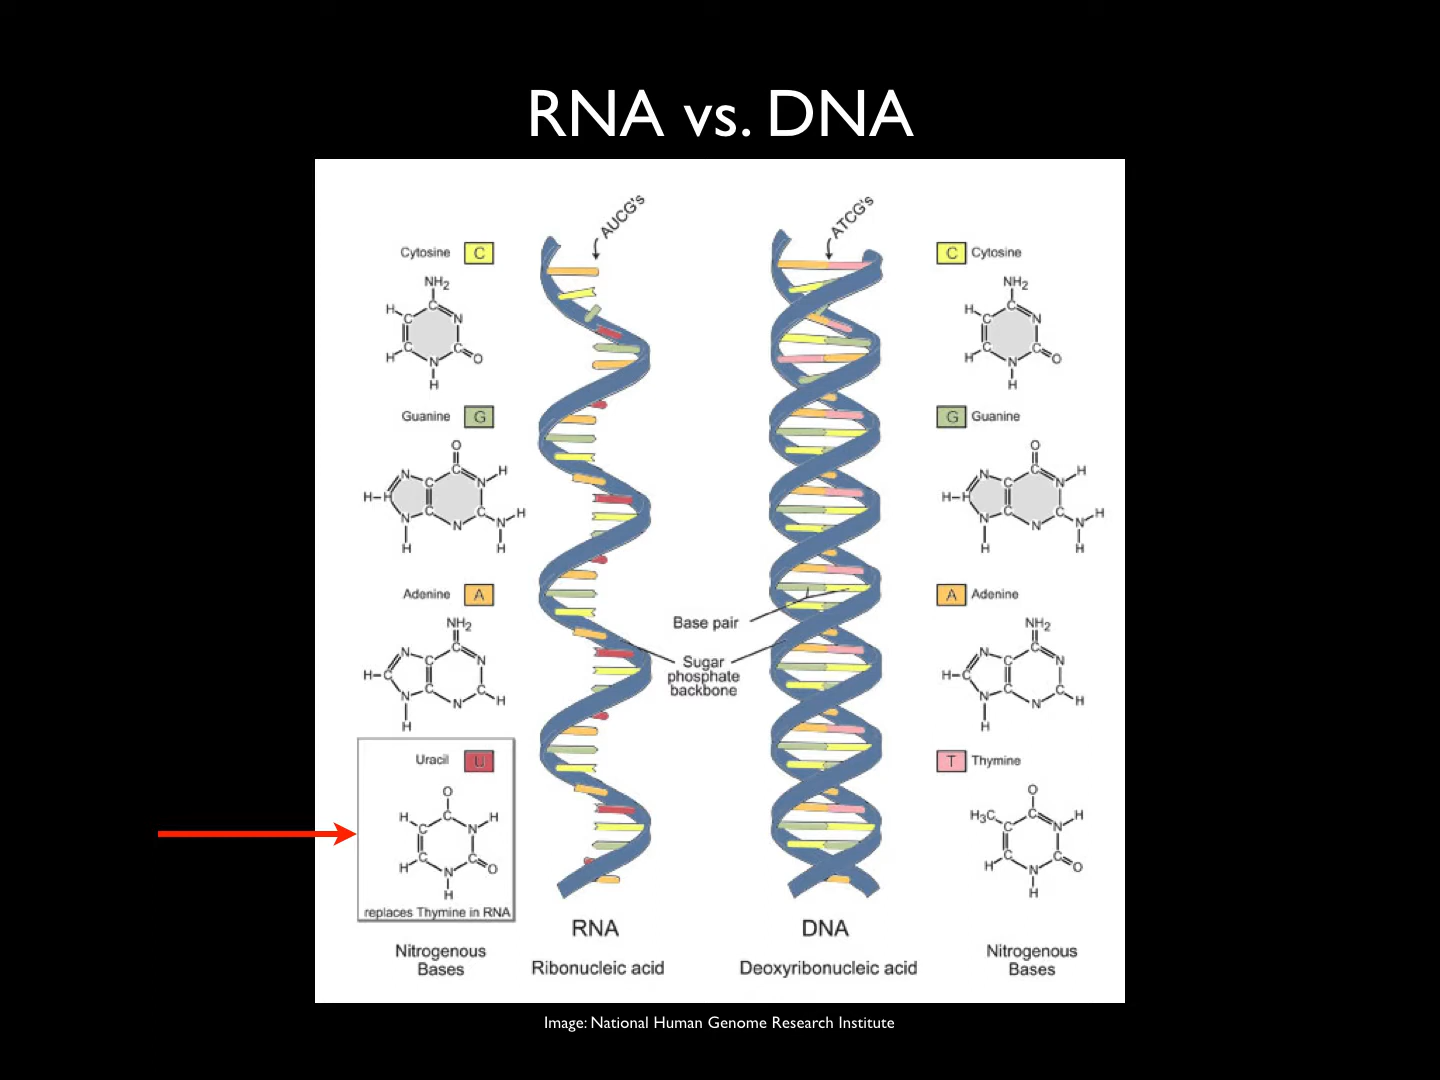 RNA vs. DNA
AUCG's
ATCG's
Cytosine C
NH2
H
C
N
H
C
C
C
O
N
H
Guanine G
O
N
C
N
H
C
H
H
C
C
N
N
N
H
H
H
Adenine A
NH2
N
C
C
N
H
C
C
C
N
N
H
H
Uracil U
O
H
C
C
N
H
C
C
H
N
O
H
replaces Thymine in RNA
Nitrogenous
Bases
Base pair
Sugar
phosphate
backbone
RNA
Ribonucleic acid
DNA
Deoxyribonucleic acid
C Cytosine
NH2
H
C
N
C
C
C
H
N
O
H
G Guanine
O
N
C
N
H
C
H
H
C
C
N
N
N
H
H
H
A Adenine
NH2
N
C
C
N
H
C
C
C
N
N
H
H
T Thymine
O
H3C
C
C
N
H
C
C
H
N
O
H
Nitrogenous
Bases
Image: National Human Genome Research Institute